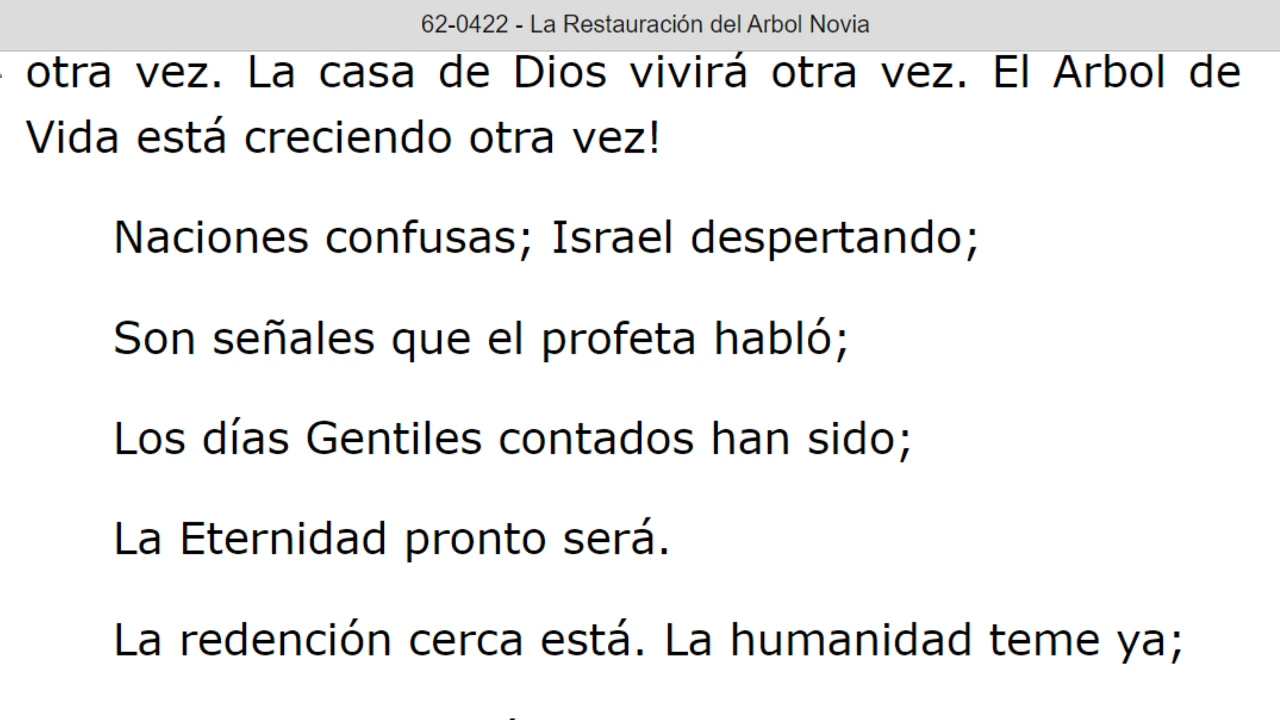 62-0422 - La Restauración del Arbol Novia
otra vez. La casa de Dios vivirá otra vez. El Arbol de
Vida está creciendo otra vez!
Naciones confusas; Israel despertando;
Son señales que el profeta habló;
Los días Gentiles contados han sido;
La Eternidad pronto será.
La redención cerca está. La humanidad teme ya;